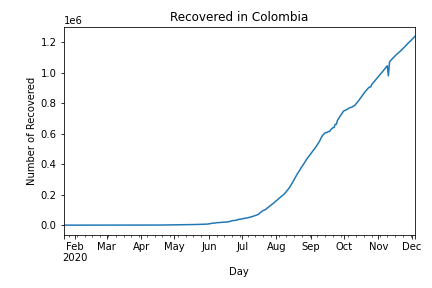 Recovered in Colombia
1e6
1.2
1.0
0.8
0.6
0.4
0.2
0.0
Number of Recovered
Feb Mar Apr May Jun Jul Aug Sep Oct Nov Dec
2020
Day